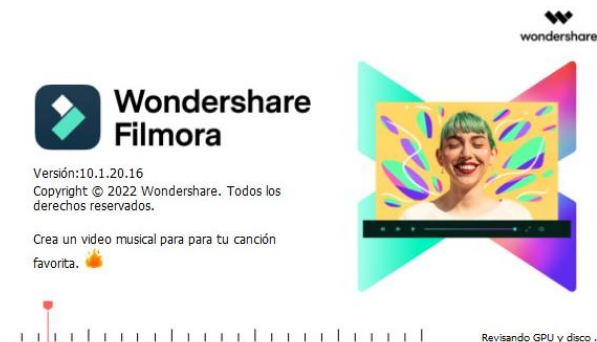 wondershare
Wondershare
Filmora
Versión:10.1.20.16
Copyright © 2022 Wondershare. Todos los
derechos reservados.
Crea un video musical para para tu canción
favorita. 🔥
Revisando GPU y disco .